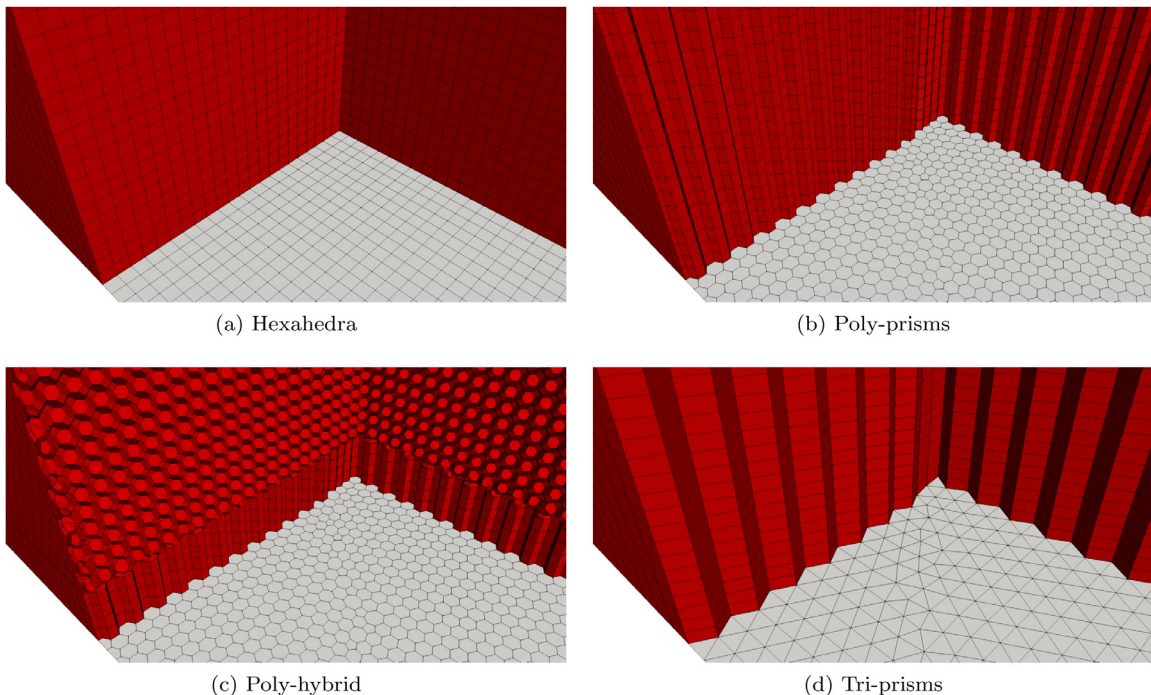 (a) Hexahedra
(b) Poly-prisms
(c) Poly-hybrid
(d) Tri-prisms